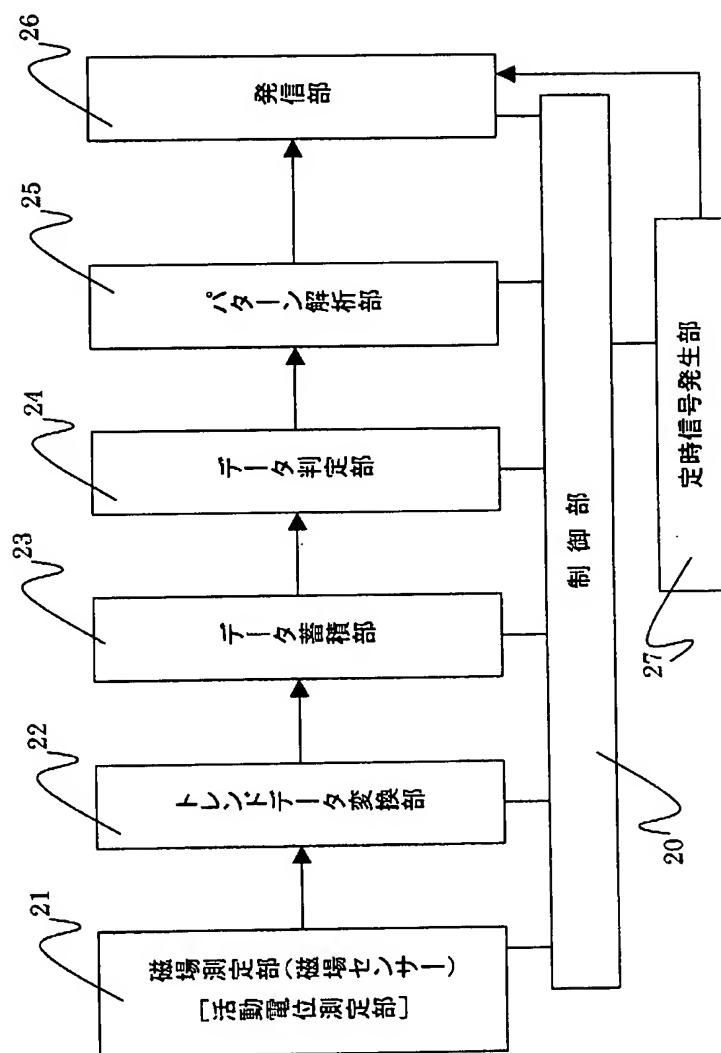 21
磁場測定部(磁場センサー)
[活動電位測定部]
22
トレンドデータ変換部
23
データ蓄積部
24
データ判定部
25
パターン解析部
26
発信部
制御部
20
定時信号発生部
27